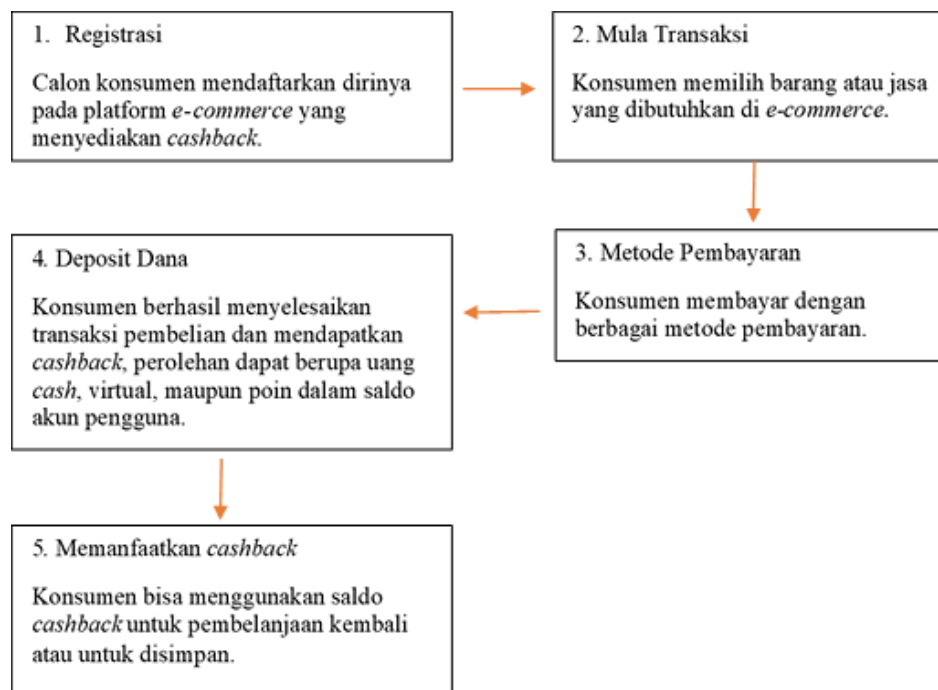 1. Registrasi
Calon konsumen mendaftarkan dirinya
pada platform e-commerce yang
menyediakan cashback.
2. Mula Transaksi
Konsumen memilih barang atau jasa
yang dibutuhkan di e-commerce.
3. Metode Pembayaran
Konsumen membayar dengan
berbagai metode pembayaran.
4. Deposit Dana
Konsumen berhasil menyelesaikan
transaksi pembelian dan mendapatkan
cashback, perolehan dapat berupa uang
cash, virtual, maupun poin dalam saldo
akun pengguna.
5. Memanfaatkan cashback
Konsumen bisa menggunakan saldo
cashback untuk pembelanjaan kembali
atau untuk disimpan.